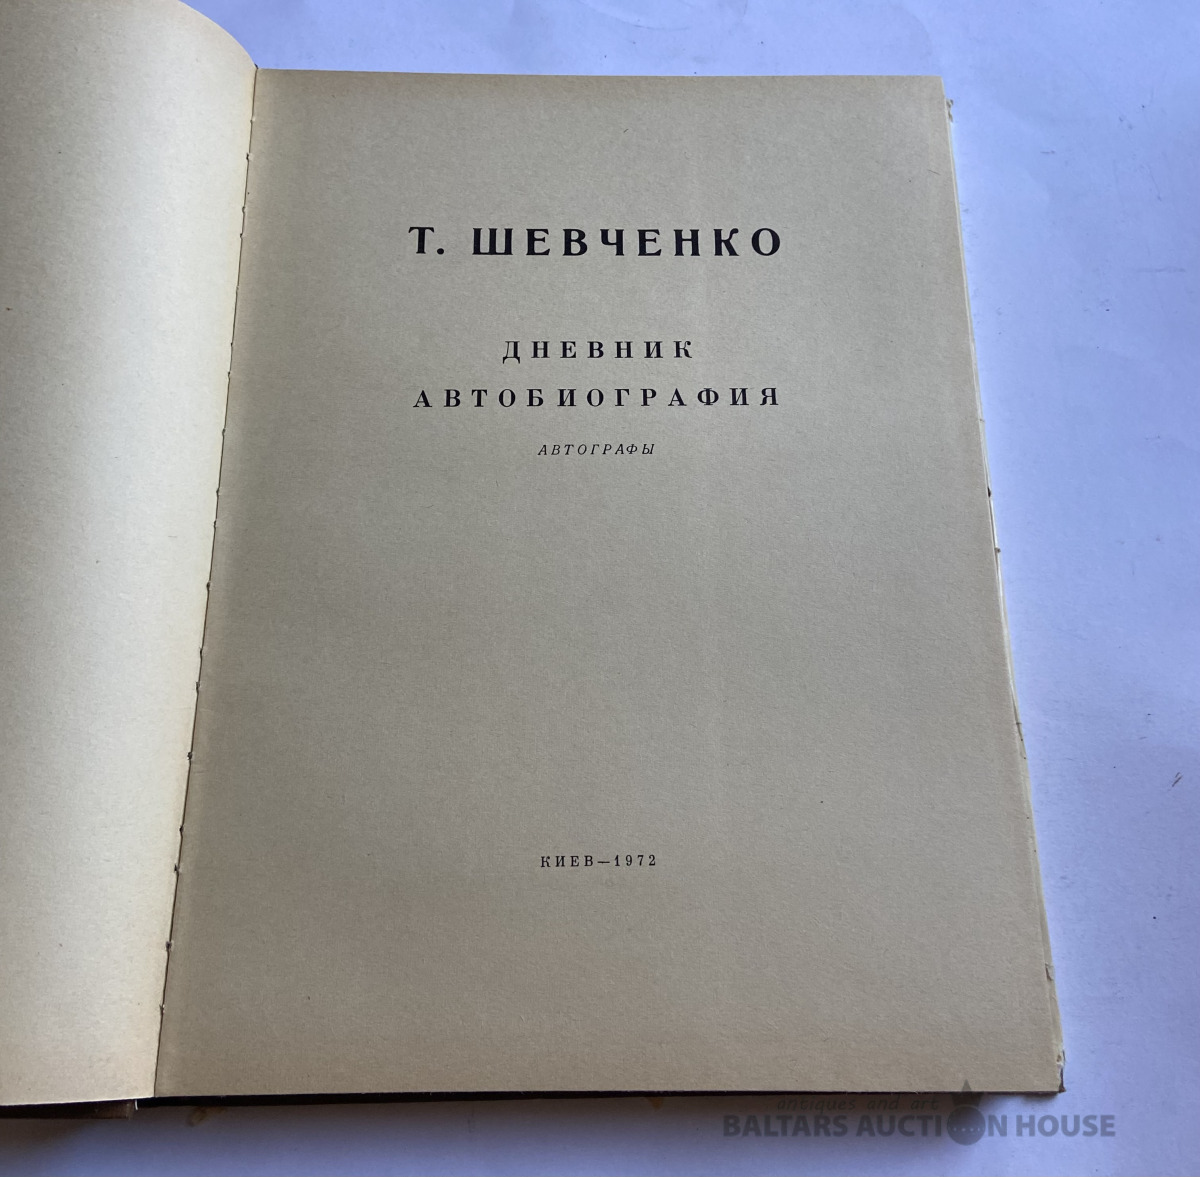 Т. ШЕВЧЕНКО
ДНЕВНИК
АВТОБИОГРАФИЯ
АВТОГРАФЫ
КИЕВ—1972
antiques and art
BALTARS AUCTION HOUSE